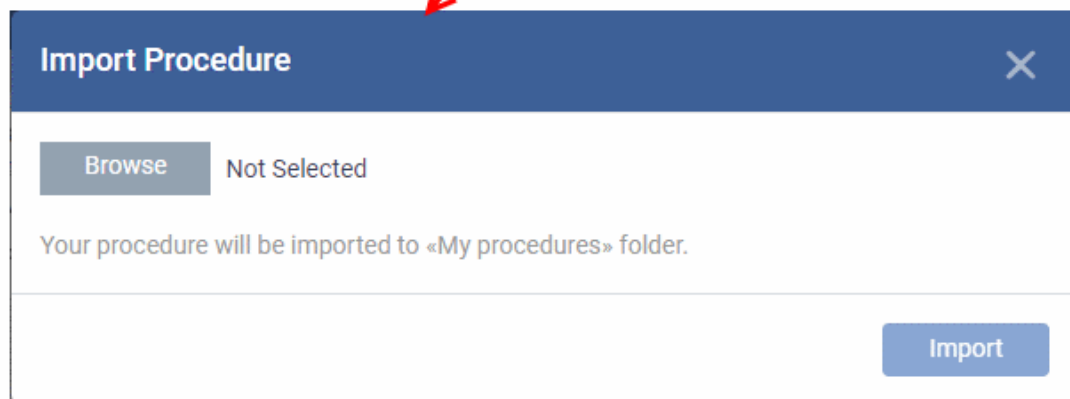 Import Procedure
Browse Not Selected
Your procedure will be imported to «My procedures» folder.
Import